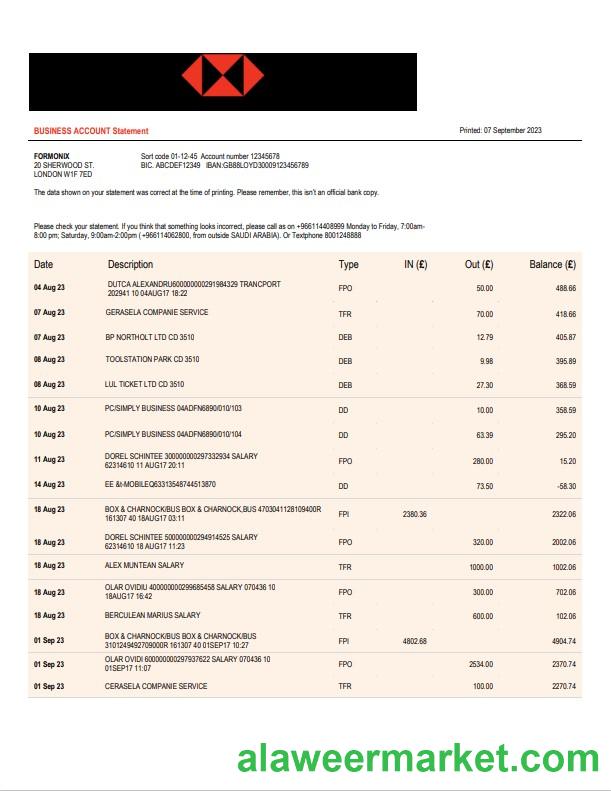 BUSINESS ACCOUNT Statement Printed: 07 September 2023
FORMONIX Sort code 01-12-45 Account number 12345678
20 SHERWOOD ST. BIC. ABCDEF12349 IBAN:GB88LOYD30009123456789
LONDON W1F 7ED
The data shown on your statement was correct at the time of printing. Please remember, this isn't an official bank copy.
Please check your statement. If you think that something looks incorrect, please call as on +966114408999 Monday to Friday, 7:00am-
8:00 pm; Saturday, 9:00am-2:00pm ( +966114062800, from outside SAUDI ARABIA). Or Textphone 8001248888
Date Description Type IN (£) Out (£) Balance (£)
04 Aug 23 DUTCA ALEXANDRU600000000291984329 TRANCPORT
202941 10 04AUG17 18:22 FPO 50.00 488.66
07 Aug 23 GERASELA COMPANIE SERVICE TFR 70.00 418.66
07 Aug 23 BP NORTHOLT LTD CD 3510 DEB 12.79 405.87
08 Aug 23 TOOLSTATION PARK CD 3510 DEB 9.98 395.89
08 Aug 23 LUL TICKET LTD CD 3510 DEB 27.30 368.59
10 Aug 23 PC/SIMPLY BUSINESS 04ADFN6890/010/103 DD 10.00 358.59
10 Aug 23 PC/SIMPLY BUSINESS 04ADFN6890/010/104 DD 63.39 295.20
11 Aug 23 DOREL SCHINTEE 300000000297332934 SALARY
62314610 11 AUG17 20:11 FPO 280.00 15.20
14 Aug 23 EE &t-MOBILEQ63313548744513870 DD 73.50 -58.30
18 Aug 23 BOX & CHARNOCK/BUS BOX & CHARNOCK,BUS 4703041128109400R
161307 40 18AUG17 03:11 FPI 2380.36 2322.06
18 Aug 23 DOREL SCHINTEE 500000000294914525 SALARY
62314610 18 AUG17 11:23 FPO 320.00 2002.06
18 Aug 23 ALEX MUNTEAN SALARY TFR 1000.00 1002.06
18 Aug 23 OLAR OVIDIU 400000000299685458 SALARY 070436 10
18AUG17 16:42 FPO 300.00 702.06
18 Aug 23 BERCULEAN MARIUS SALARY TFR 600.00 102.06
01 Sep 23 BOX & CHARNOCK/BUS BOX & CHARNOCK/BUS
3101249492709000R 161307 40 01SEP17 10:27 FPI 4802.68 4904.74
01 Sep 23 OLAR OVIDI 600000000297937622 SALARY 070436 10
01SEP17 11:07 FPO 2534.00 2370.74
01 Sep 23 CERASELA COMPANIE SERVICE TFR 100.00 2270.74
alaweermarket.com